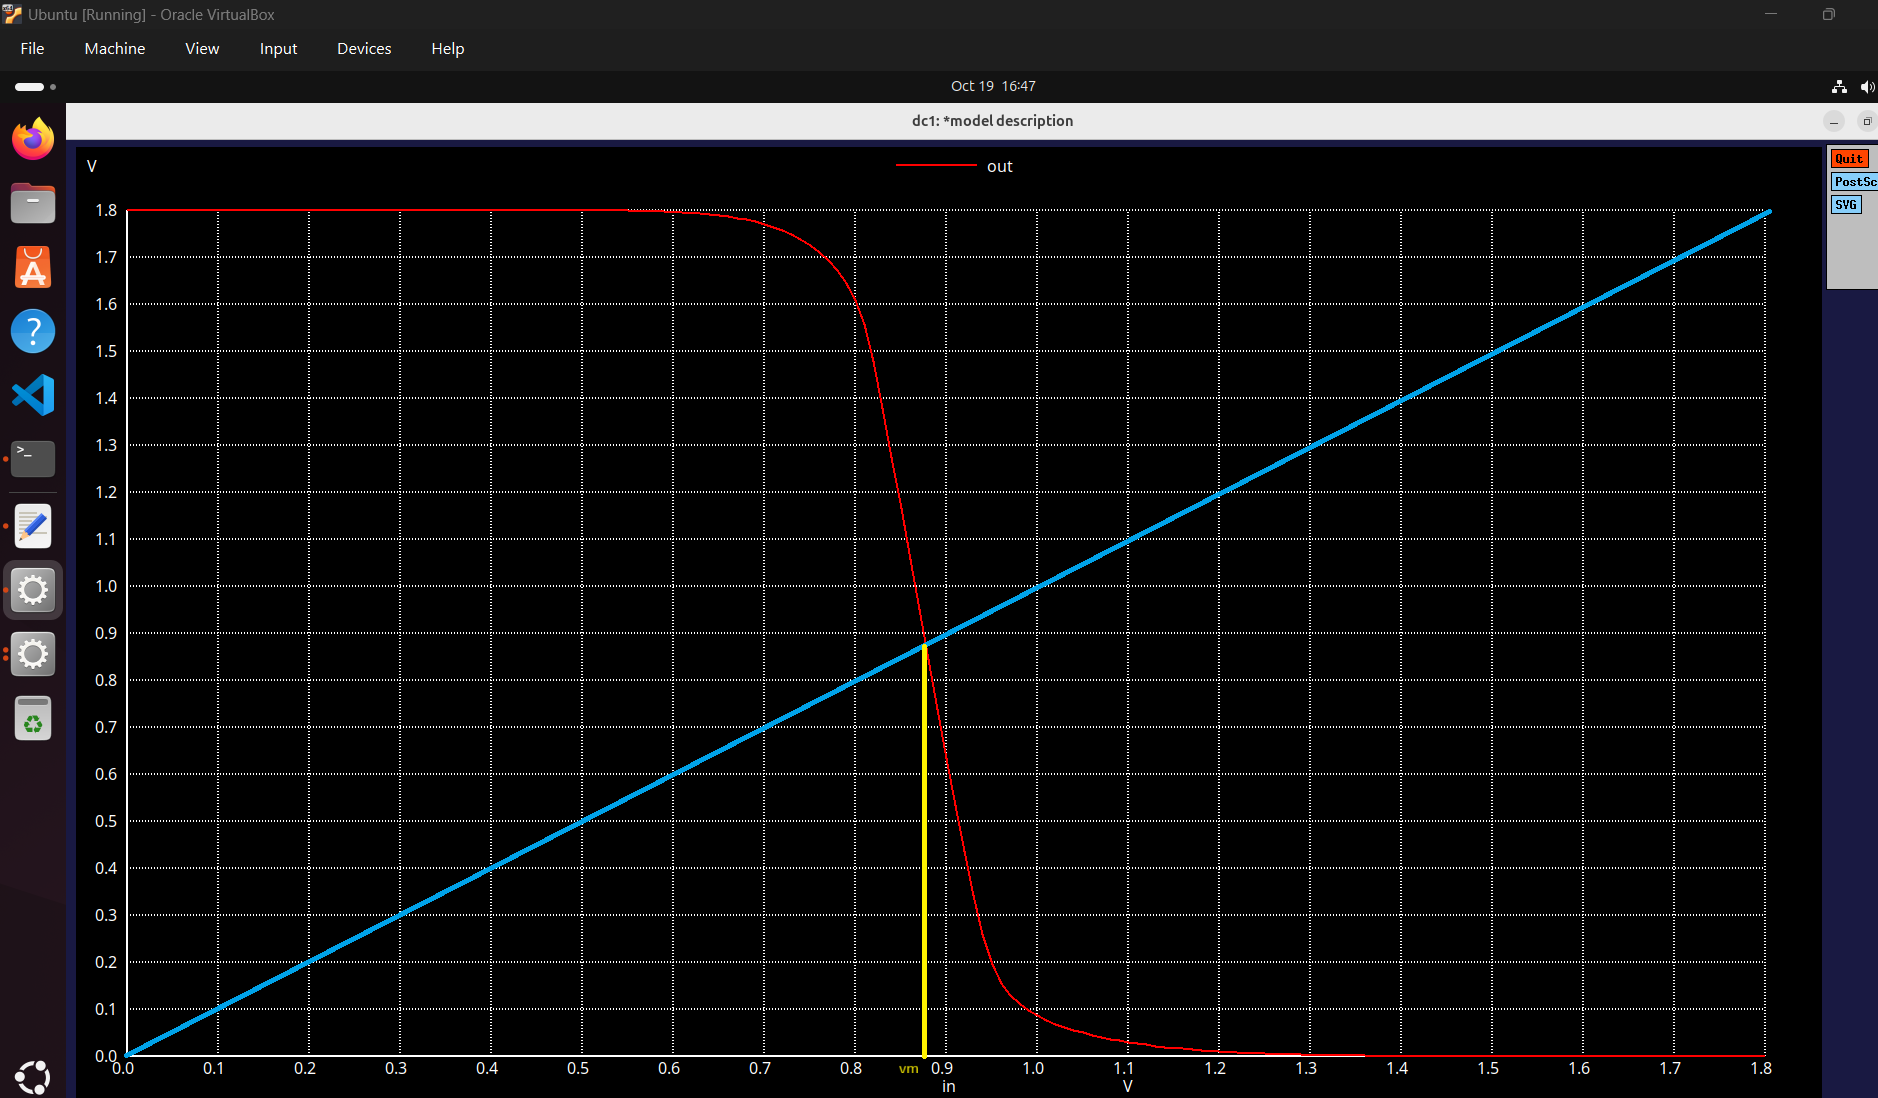 Ubuntu [Running] - Oracle VirtualBox
File Machine View Input Devices Help
Oct 19 16:47
dc1: *model description
V
out
Quit
PostSc
SVG
1.8
1.7
1.6
1.5
1.4
1.3
1.2
1.1
1.0
0.9
0.8
0.7
0.6
0.5
0.4
0.3
0.2
0.1
0.0
0.0 0.1 0.2 0.3 0.4 0.5 0.6 0.7 0.8 vm 0.9 1.0 1.1 1.2 1.3 1.4 1.5 1.6 1.7 1.8
in V